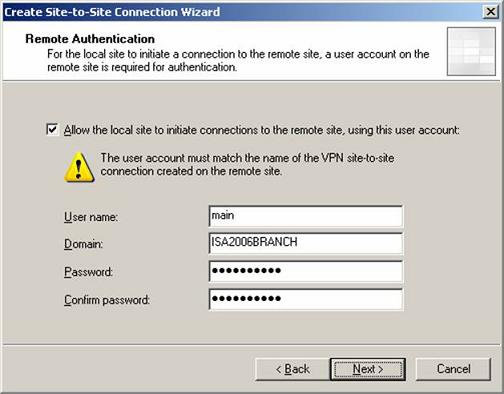 Create Site-to-Site Connection Wizard
Remote Authentication
For the local site to initiate a connection to the remote site, a user account on the
remote site is required for authentication.
Allow the local site to initiate connections to the remote site, using this user account:
The user account must match the name of the VPN site-to-site
connection created on the remote site.
User name: main
Domain: ISA2006BRANCH
Password: ●●●●●●●●●●
Confirm password: ●●●●●●●●●●
< Back Next > Cancel